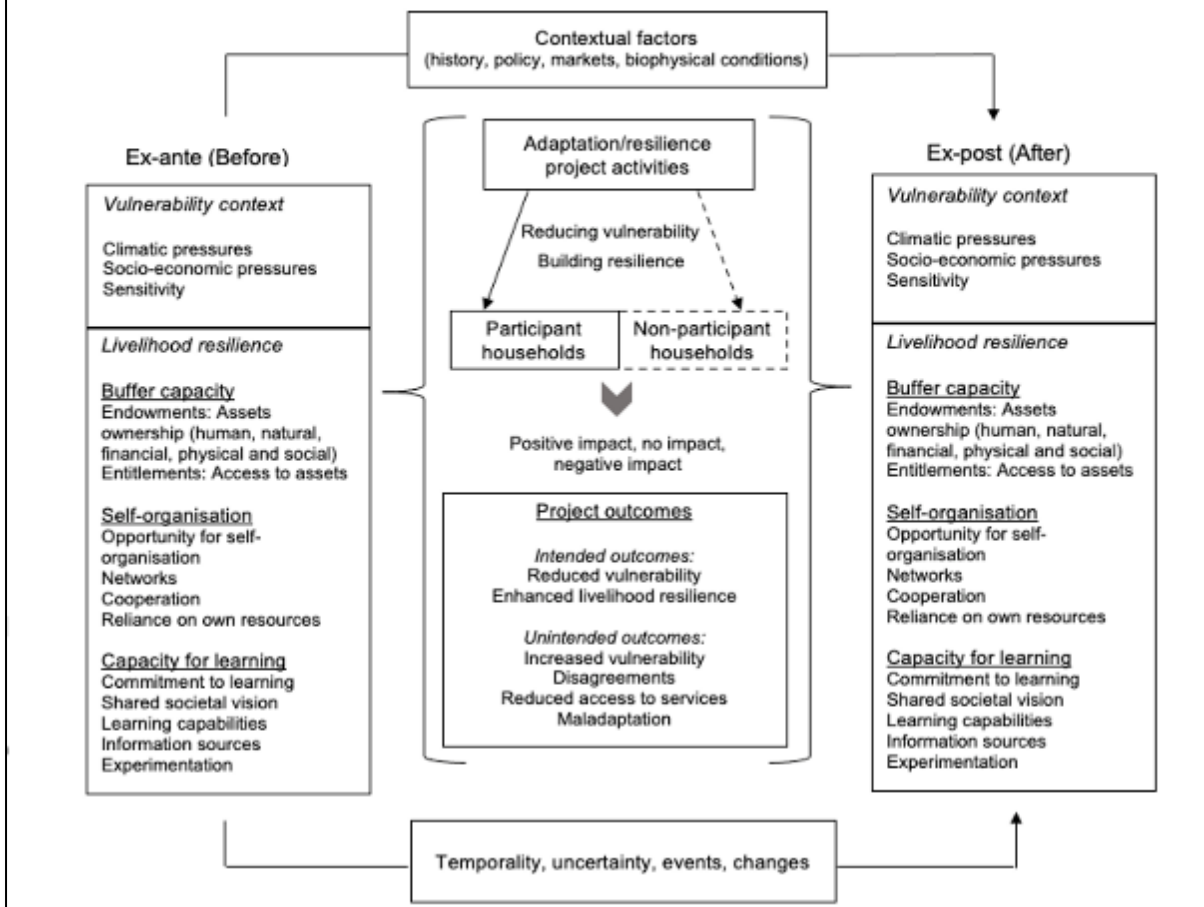 Contextual factors
(history, policy, markets, biophysical conditions)
Ex-ante (Before)
Vulnerability context
Climatic pressures
Socio-economic pressures
Sensitivity
Livelihood resilience
Buffer capacity
Endowments: Assets
ownership (human, natural,
financial, physical and social)
Entitlements: Access to assets
Self-organisation
Opportunity for self-
organisation
Networks
Cooperation
Reliance on own resources
Capacity for learning
Commitment to learning
Shared societal vision
Learning capabilities
Information sources
Experimentation
Adaptation/resilience
project activities
Reducing vulnerability
Building resilience
Participant
households
Non-participant
households
Positive impact, no impact,
negative impact
Project outcomes
Intended outcomes:
Reduced vulnerability
Enhanced livelihood resilience
Unintended outcomes:
Increased vulnerability
Disagreements
Reduced access to services
Maladaptation
Ex-post (After)
Vulnerability context
Climatic pressures
Socio-economic pressures
Sensitivity
Livelihood resilience
Buffer capacity
Endowments: Assets
ownership (human, natural,
financial, physical and social)
Entitlements: Access to assets
Self-organisation
Opportunity for self-
organisation
Networks
Cooperation
Reliance on own resources
Capacity for learning
Commitment to learning
Shared societal vision
Learning capabilities
Information sources
Experimentation
Temporality, uncertainty, events, changes